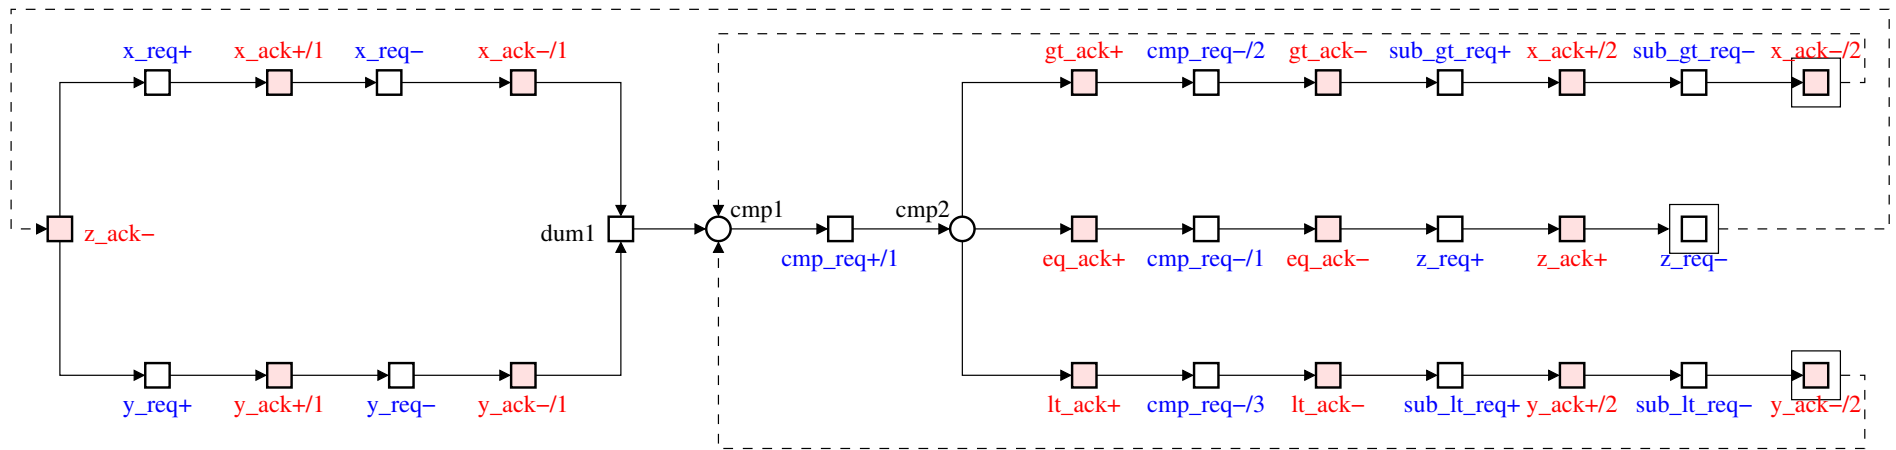 x_req+ x_ack+/1 x_req− x_ack−/1 gt_ack+ cmp_req−/2 gt_ack− sub_gt_req+ x_ack+/2 sub_gt_req− x_ack−/2
cmp1 cmp2
z_ack− dum1
cmp_req+/1 eq_ack+ cmp_req−/1 eq_ack− z_req+ z_ack+ z_req−
y_req+ y_ack+/1 y_req− y_ack−/1 lt_ack+ cmp_req−/3 lt_ack− sub_lt_req+ y_ack+/2 sub_lt_req− y_ack−/2